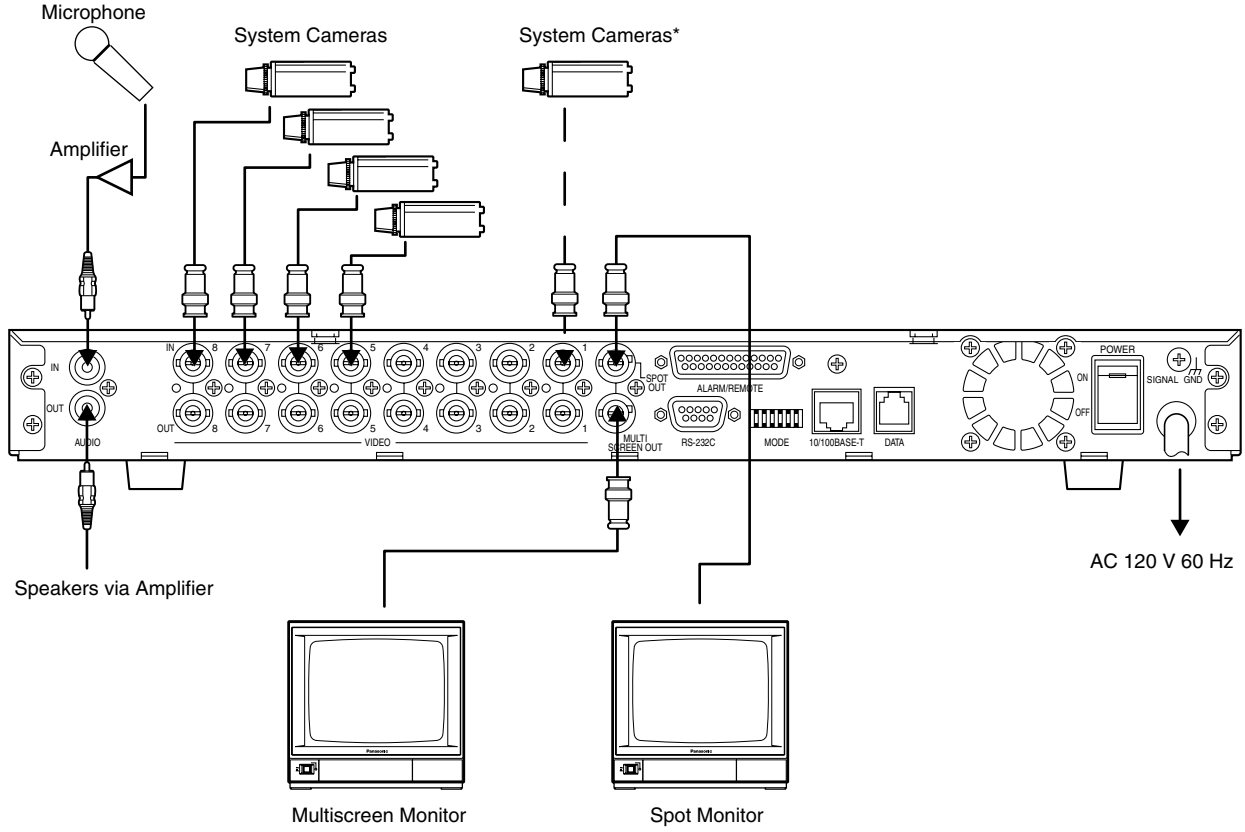 Microphone
System Cameras
System Cameras*
Amplifier
IN
OUT
AUDIO
IN 8 7 6 5 4 3 2 1
OUT 8 7 6 5 4 3 2 1
VIDEO
SPOT
OUT
MULTI
SCREEN OUT
ALARM/REMOTE
RS-232C
MODE
10/100BASE-T
DATA
POWER
ON
OFF
SIGNAL GND
AC 120 V 60 Hz
Speakers via Amplifier
Panasonic
Panasonic
Multiscreen Monitor
Spot Monitor